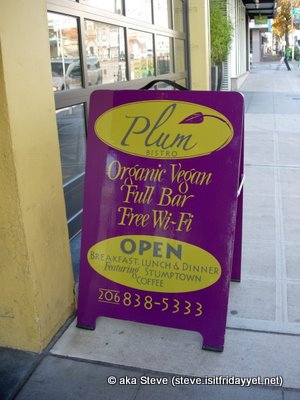 Plum
BISTRO
Organic Vegan
Full Bar
Free Wi-Fi
OPEN
BREAKFAST, LUNCH & DINNER
Featuring STUMPTOWN
COFFEE
206 838-5333
© aka Steve (steve.isitfridayyet.net)